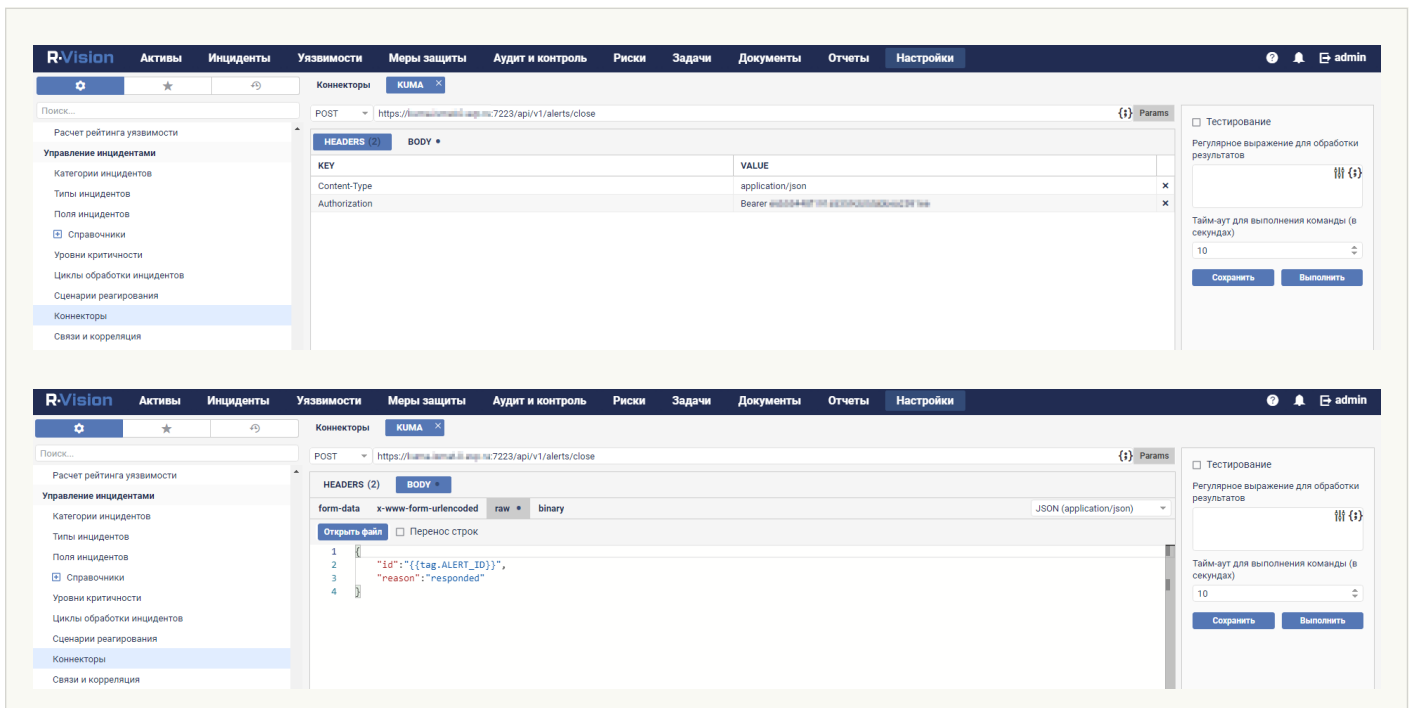 R·Vision Активы Инциденты Уязвимости Меры защиты Аудит и контроль Риски Задачи Документы Отчеты Настройки admin
Коннекторы KUMA ×
Поиск...
POST https:// :7223/api/v1/alerts/close {;} Params
Расчет рейтинга уязвимости
Управление инцидентами
Категории инцидентов
Типы инцидентов
Поля инцидентов
Справочники
Уровни критичности
Циклы обработки инцидентов
Сценарии реагирования
Коннекторы
Связи и корреляция
HEADERS (2) BODY •
KEY VALUE
Content-Type application/json ×
Authorization Bearer ×
Тестирование
Регулярное выражение для обработки
результатов
{;}
Тайм-аут для выполнения команды (в
секундах)
10
Сохранить Выполнить
R·Vision Активы Инциденты Уязвимости Меры защиты Аудит и контроль Риски Задачи Документы Отчеты Настройки admin
Коннекторы KUMA ×
Поиск...
POST https:// :7223/api/v1/alerts/close {;} Params
Расчет рейтинга уязвимости
Управление инцидентами
Категории инцидентов
Типы инцидентов
Поля инцидентов
Справочники
Уровни критичности
Циклы обработки инцидентов
Сценарии реагирования
Коннекторы
Связи и корреляция
HEADERS (2) BODY •
form-data x-www-form-urlencoded raw • binary JSON (application/json)
Открыть файл Перенос строк
1 {
2 "id":"{{tag.ALERT_ID}}",
3 "reason":"responded"
4 }
Тестирование
Регулярное выражение для обработки
результатов
{;}
Тайм-аут для выполнения команды (в
секундах)
10
Сохранить Выполнить